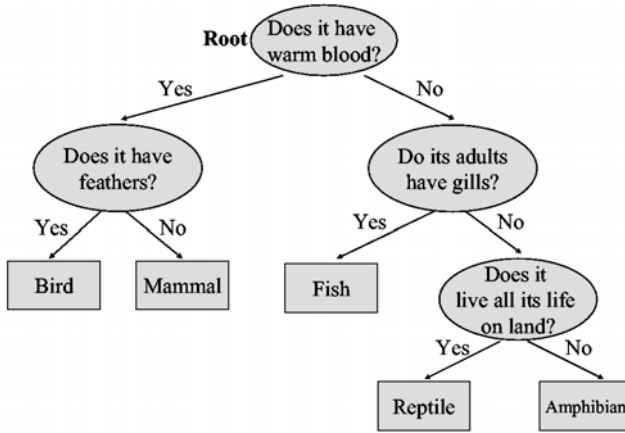 Root
Does it have
warm blood?
Yes
No
Does it have
feathers?
Do its adults
have gills?
Yes
No
Yes
No
Bird
Mammal
Fish
Does it
live all its life
on land?
Yes
No
Reptile
Amphibian